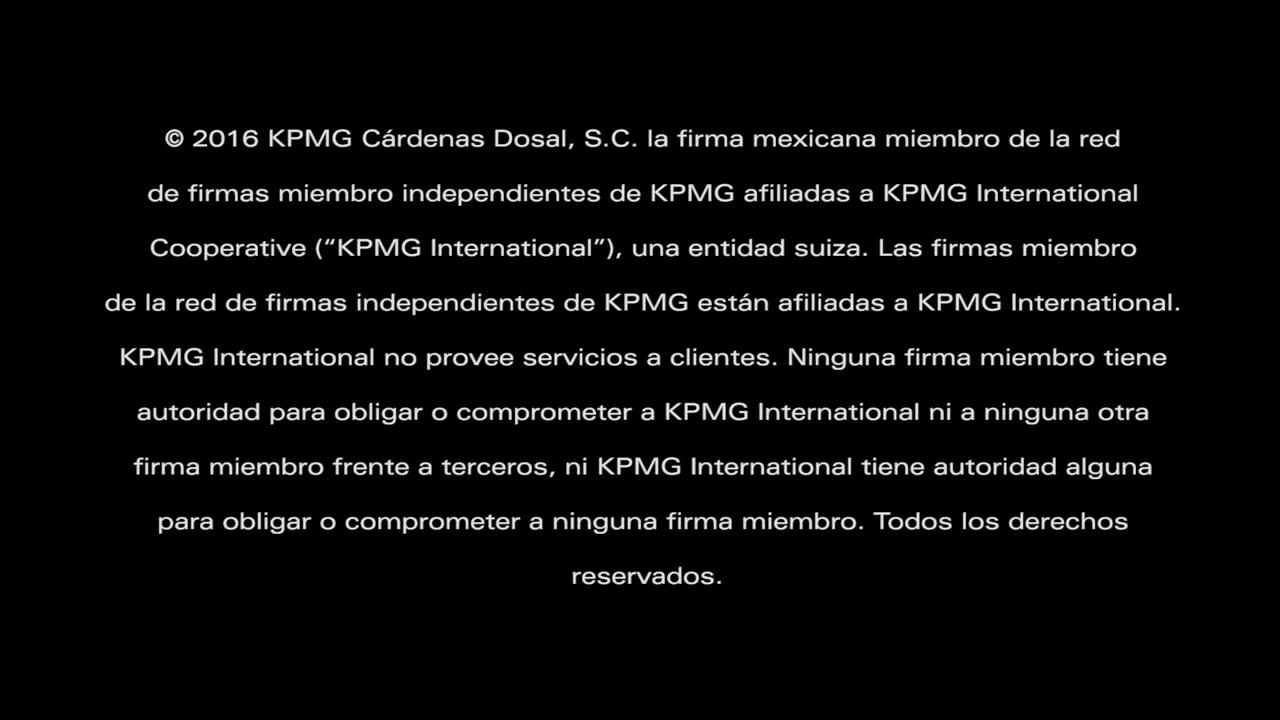 © 2016 KPMG Cárdenas Dosal, S.C. la firma mexicana miembro de la red
de firmas miembro independientes de KPMG afiliadas a KPMG International
Cooperative (“KPMG International”), una entidad suiza. Las firmas miembro
de la red de firmas independientes de KPMG están afiliadas a KPMG International.
KPMG International no provee servicios a clientes. Ninguna firma miembro tiene
autoridad para obligar o comprometer a KPMG International ni a ninguna otra
firma miembro frente a terceros, ni KPMG International tiene autoridad alguna
para obligar o comprometer a ninguna firma miembro. Todos los derechos
reservados.